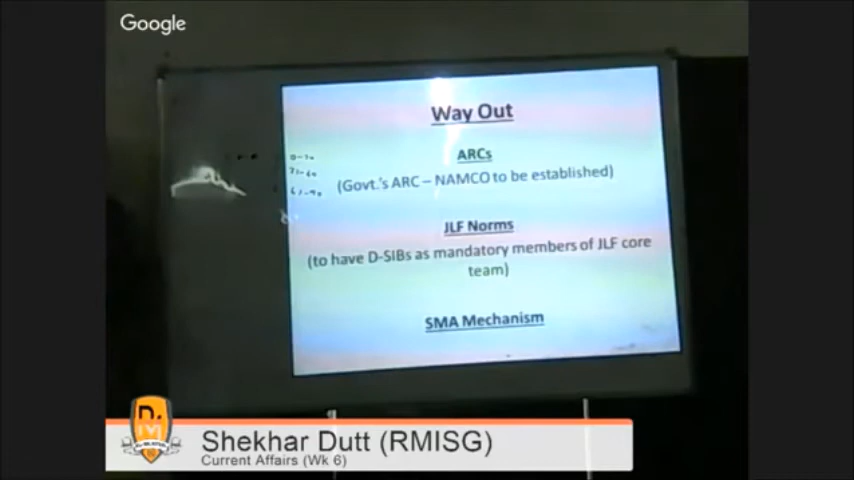 Google
Way Out
ARCs
(Govt.'s ARC – NAMCO to be established)
JLF Norms
(to have D-SIBs as mandatory members of JLF core
team)
SMA Mechanism
Shekhar Dutt (RMISG)
Current Affairs (Wk 6)